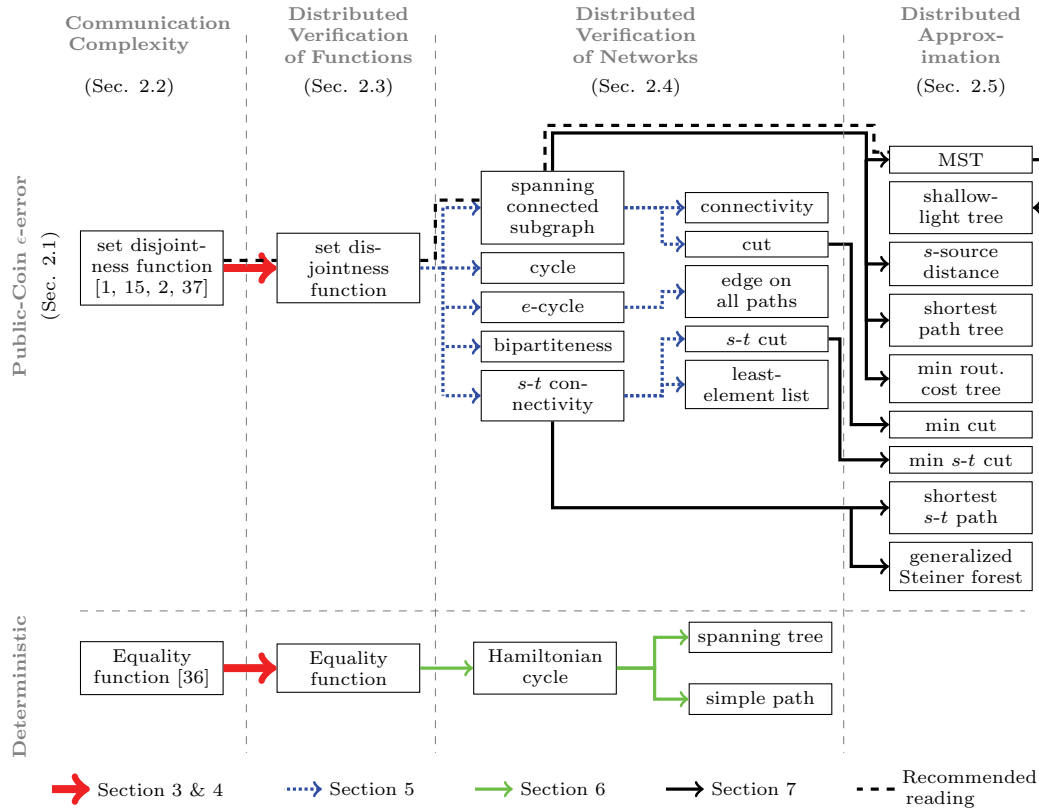 Communication
Complexity
(Sec. 2.2)
Distributed
Verification
of Functions
(Sec. 2.3)
Distributed
Verification
of Networks
(Sec. 2.4)
Distributed
Approx-
imation
(Sec. 2.5)
Public-Coin ϵ-error
(Sec. 2.1)
set disjoint-
ness function
[1, 15, 2, 37]
set dis-
jointness
function
spanning
connected
subgraph
cycle
e-cycle
bipartiteness
s-t con-
nectivity
connectivity
cut
edge on
all paths
s-t cut
least-
element list
MST
shallow-
light tree
s-source
distance
shortest
path tree
min rout.
cost tree
min cut
min s-t cut
shortest
s-t path
generalized
Steiner forest
Deterministic
Equality
function [36]
Equality
function
Hamiltonian
cycle
spanning tree
simple path
Section 3 & 4
Section 5
Section 6
Section 7
Recommended
reading